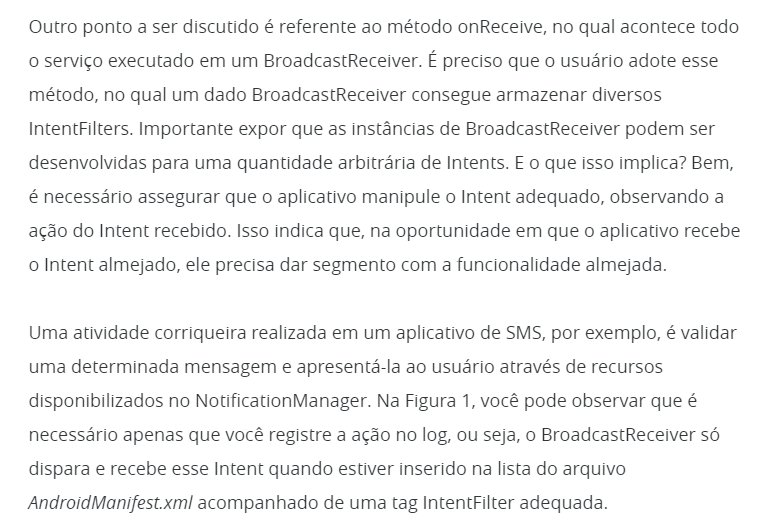 Outro ponto a ser discutido é referente ao método onReceive, no qual acontece todo
o serviço executado em um BroadcastReceiver. É preciso que o usuário adote esse
método, no qual um dado BroadcastReceiver consegue armazenar diversos
IntentFilters. Importante expor que as instâncias de BroadcastReceiver podem ser
desenvolvidas para uma quantidade arbitrária de Intents. E o que isso implica? Bem,
é necessário assegurar que o aplicativo manipule o Intent adequado, observando a
ação do Intent recebido. Isso indica que, na oportunidade em que o aplicativo recebe
o Intent almejado, ele precisa dar segmento com a funcionalidade almejada.
Uma atividade corriqueira realizada em um aplicativo de SMS, por exemplo, é validar
uma determinada mensagem e apresentá-la ao usuário através de recursos
disponibilizados no NotificationManager. Na Figura 1, você pode observar que é
necessário apenas que você registre a ação no log, ou seja, o BroadcastReceiver só
dispara e recebe esse Intent quando estiver inserido na lista do arquivo
AndroidManifest.xml acompanhado de uma tag IntentFilter adequada.